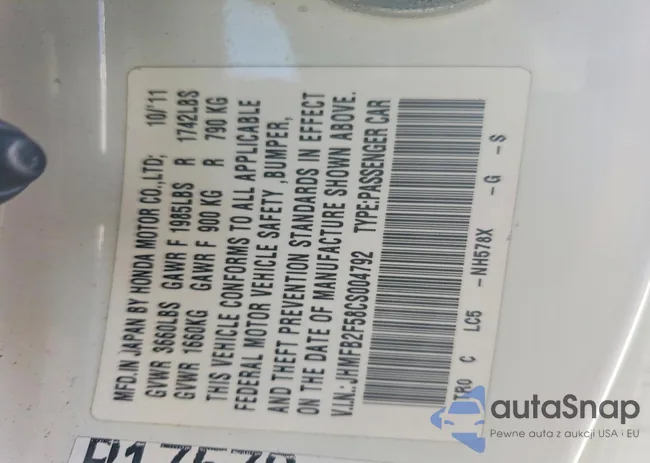 MFD.IN JAPAN BY HONDA MOTOR CO.,LTD; 10/'11
GVWR 3660LBS GAWR F 1985LBS R 1742LBS
GVWR 1660KG GAWR F 900 KG R 790 KG
THIS VEHICLE CONFORMS TO ALL APPLICABLE
FEDERAL MOTOR VEHICLE SAFETY ,BUMPER,
AND THEFT PREVENTION STANDARDS IN EFFECT
ON THE DATE OF MANUFACTURE SHOWN ABOVE.
V.I.N.:JHMFB2F58CS004792 TYPE:PASSENGER CAR
TR0 C LC5 -NH578X -G -S
autaSnap
Pewne auta z aukcji USA i EU